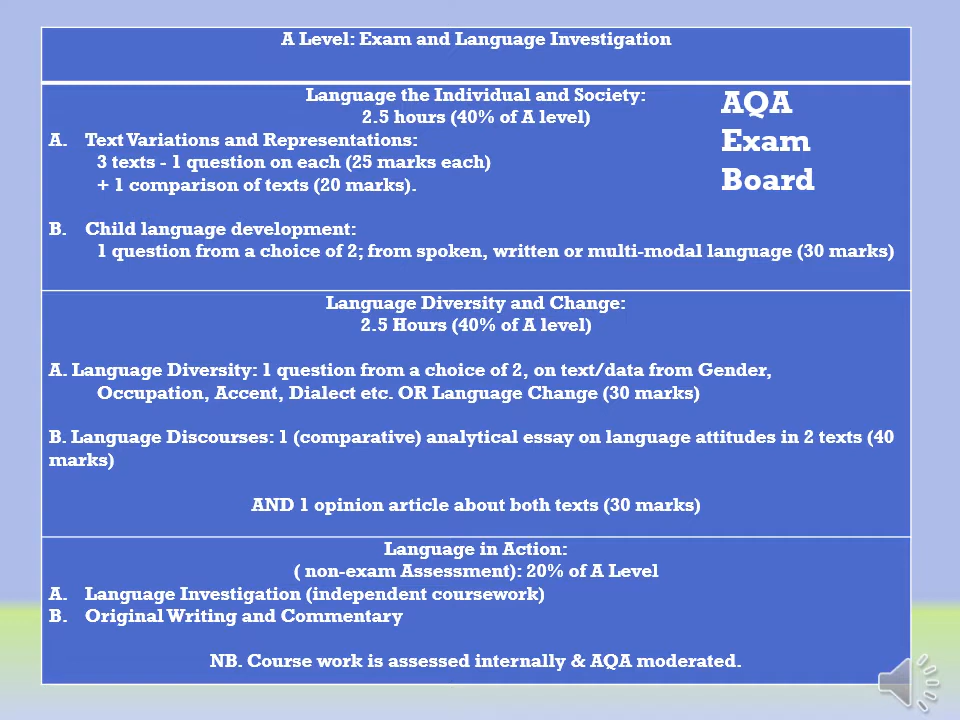 A Level: Exam and Language Investigation
Language the Individual and Society:
2.5 hours (40% of A level)
A. Text Variations and Representations:
3 texts - 1 question on each (25 marks each)
+ 1 comparison of texts (20 marks).
B. Child language development:
1 question from a choice of 2; from spoken, written or multi-modal language (30 marks)
AQA
Exam
Board
Language Diversity and Change:
2.5 Hours (40% of A level)
A. Language Diversity: 1 question from a choice of 2, on text/data from Gender,
Occupation, Accent, Dialect etc. OR Language Change (30 marks)
B. Language Discourses: 1 (comparative) analytical essay on language attitudes in 2 texts (40
marks)
AND 1 opinion article about both texts (30 marks)
Language in Action:
( non-exam Assessment): 20% of A Level
A. Language Investigation (independent coursework)
B. Original Writing and Commentary
NB. Course work is assessed internally & AQA moderated.